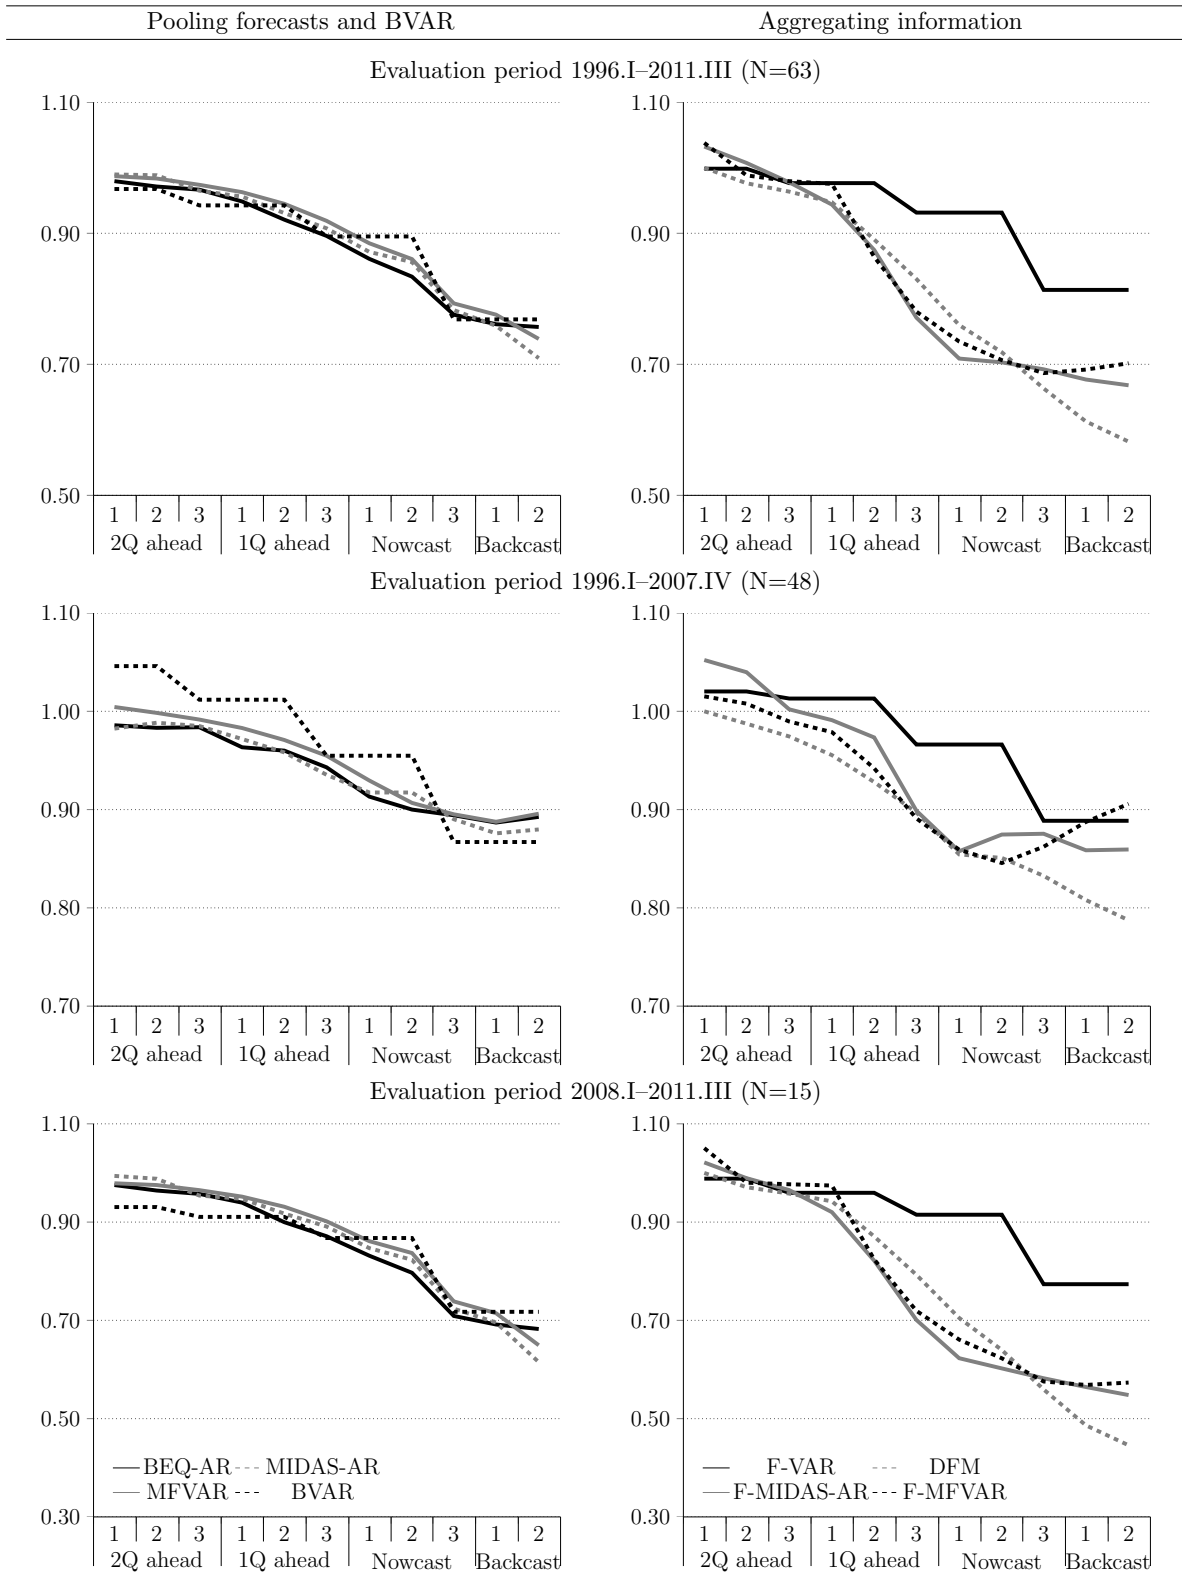 Pooling forecasts and BVAR Aggregating information
Evaluation period 1996.I–2011.III (N=63)
1.10 1.10
0.90 0.90
0.70 0.70
0.50 0.50
1 2 3 1 2 3 1 2 3 1 2 1 2 3 1 2 3 1 2 3 1 2
2Q ahead 1Q ahead Nowcast Backcast 2Q ahead 1Q ahead Nowcast Backcast
Evaluation period 1996.I–2007.IV (N=48)
1.10 1.10
1.00 1.00
0.90 0.90
0.80 0.80
0.70 0.70
1 2 3 1 2 3 1 2 3 1 2 1 2 3 1 2 3 1 2 3 1 2
2Q ahead 1Q ahead Nowcast Backcast 2Q ahead 1Q ahead Nowcast Backcast
Evaluation period 2008.I–2011.III (N=15)
1.10 1.10
0.90 0.90
0.70 0.70
0.50 0.50
BEQ-AR MIDAS-AR F-VAR DFM
MFVAR BVAR F-MIDAS-AR F-MFVAR
0.30 0.30
1 2 3 1 2 3 1 2 3 1 2 1 2 3 1 2 3 1 2 3 1 2
2Q ahead 1Q ahead Nowcast Backcast 2Q ahead 1Q ahead Nowcast Backcast